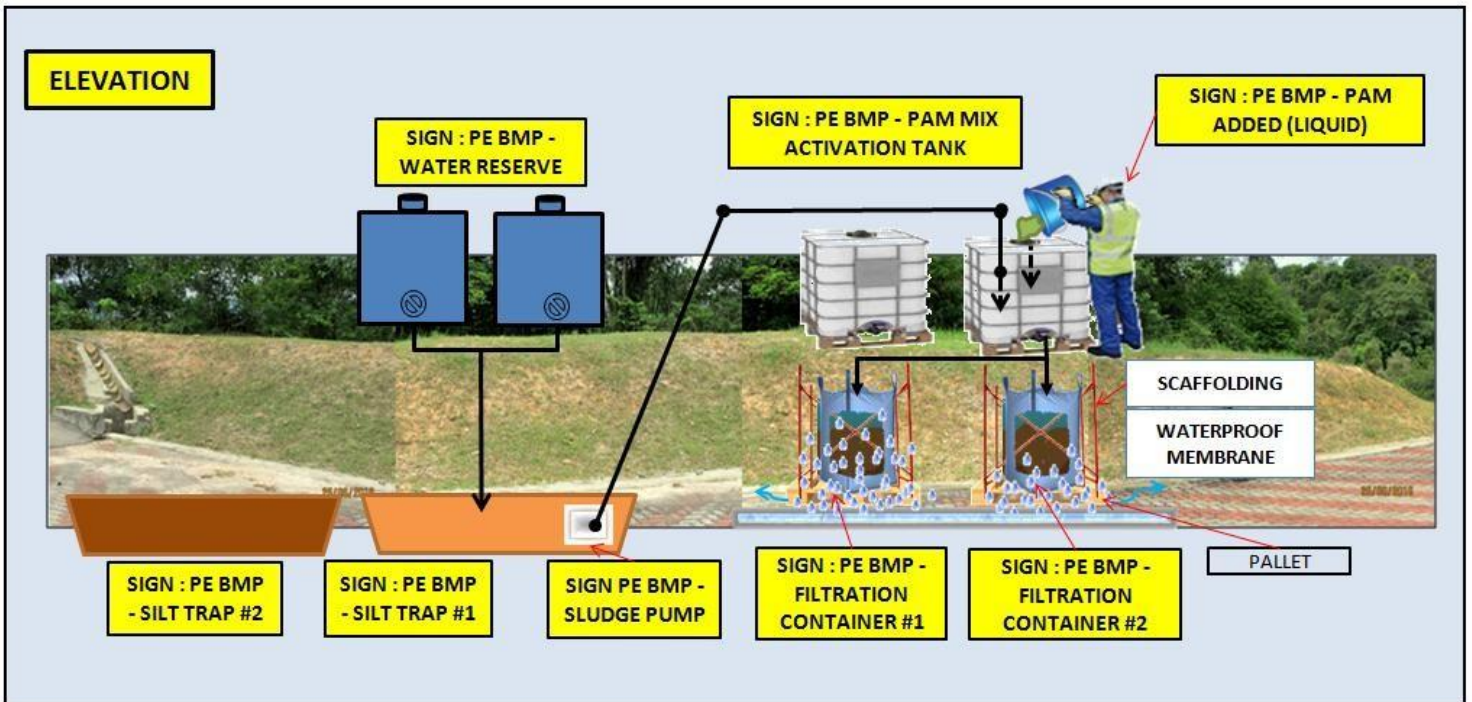 ELEVATION
SIGN : PE BMP -
WATER RESERVE
SIGN : PE BMP - PAM MIX
ACTIVATION TANK
SIGN : PE BMP - PAM
ADDED (LIQUID)
SCAFFOLDING
WATERPROOF
MEMBRANE
SIGN : PE BMP
- SILT TRAP #2
SIGN : PE BMP
- SILT TRAP #1
SIGN PE BMP -
SLUDGE PUMP
SIGN : PE BMP -
FILTRATION
CONTAINER #1
SIGN : PE BMP -
FILTRATION
CONTAINER #2
PALLET